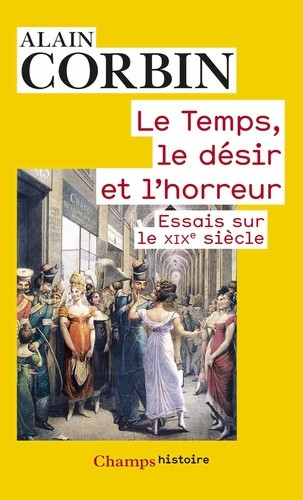 ALAIN
CORBIN
Le Temps,
le désir
et l'horreur
Essais sur
le XIXe siècle
Champs histoire